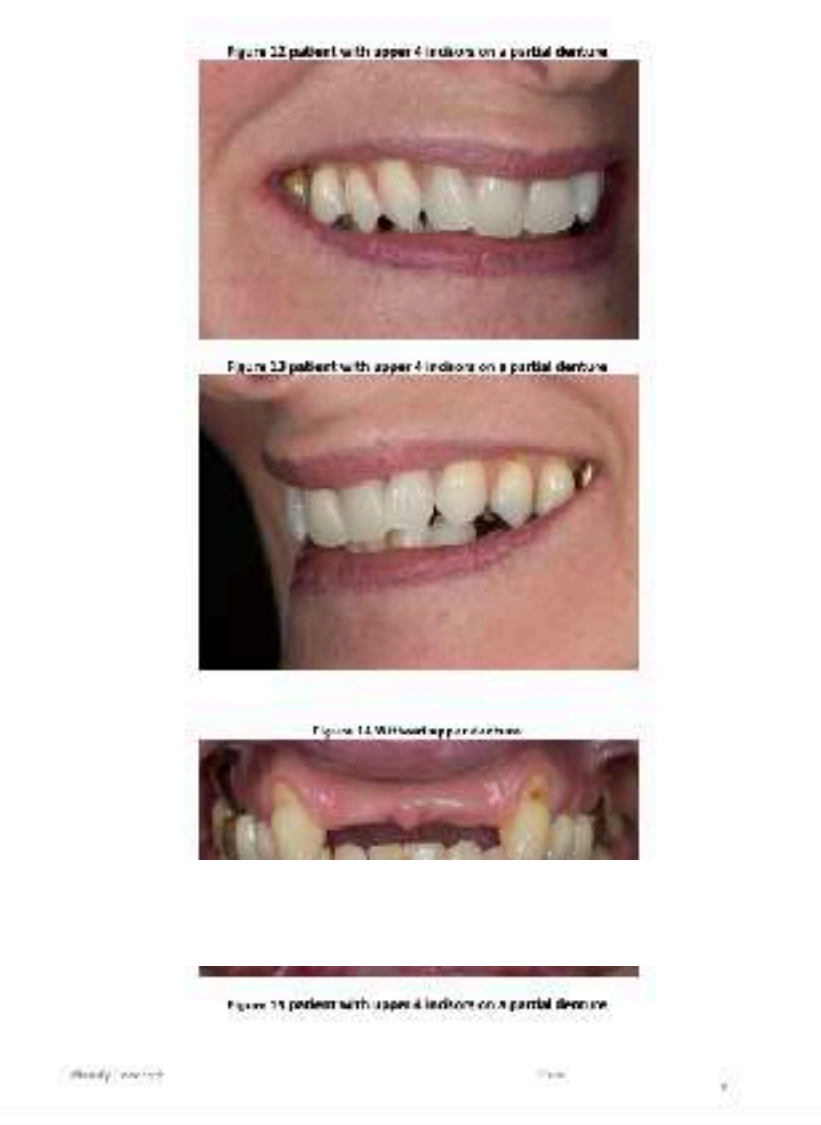 Figure 12 patient with upper 4 incisors on a partial denture
Figure 13 patient with upper 4 incisors on a partial denture
Figure 14 Without upper denture
Figure 15 patient with upper 4 incisors on a partial denture